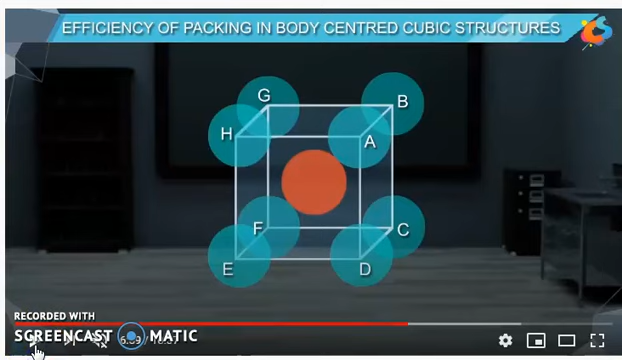 EFFICIENCY OF PACKING IN BODY CENTRED CUBIC STRUCTURES
G
B
H
A
F
C
E
D
RECORDED WITH
SCREENCAST MATIC